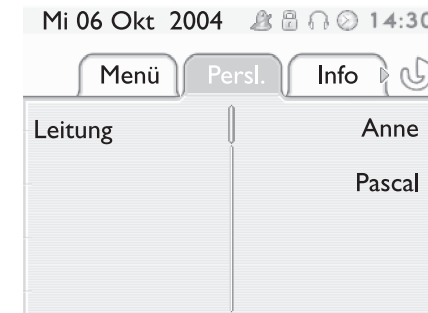 Mi 06 Okt 2004 14:30
Menü Persl. Info
Leitung Anne
Pascal